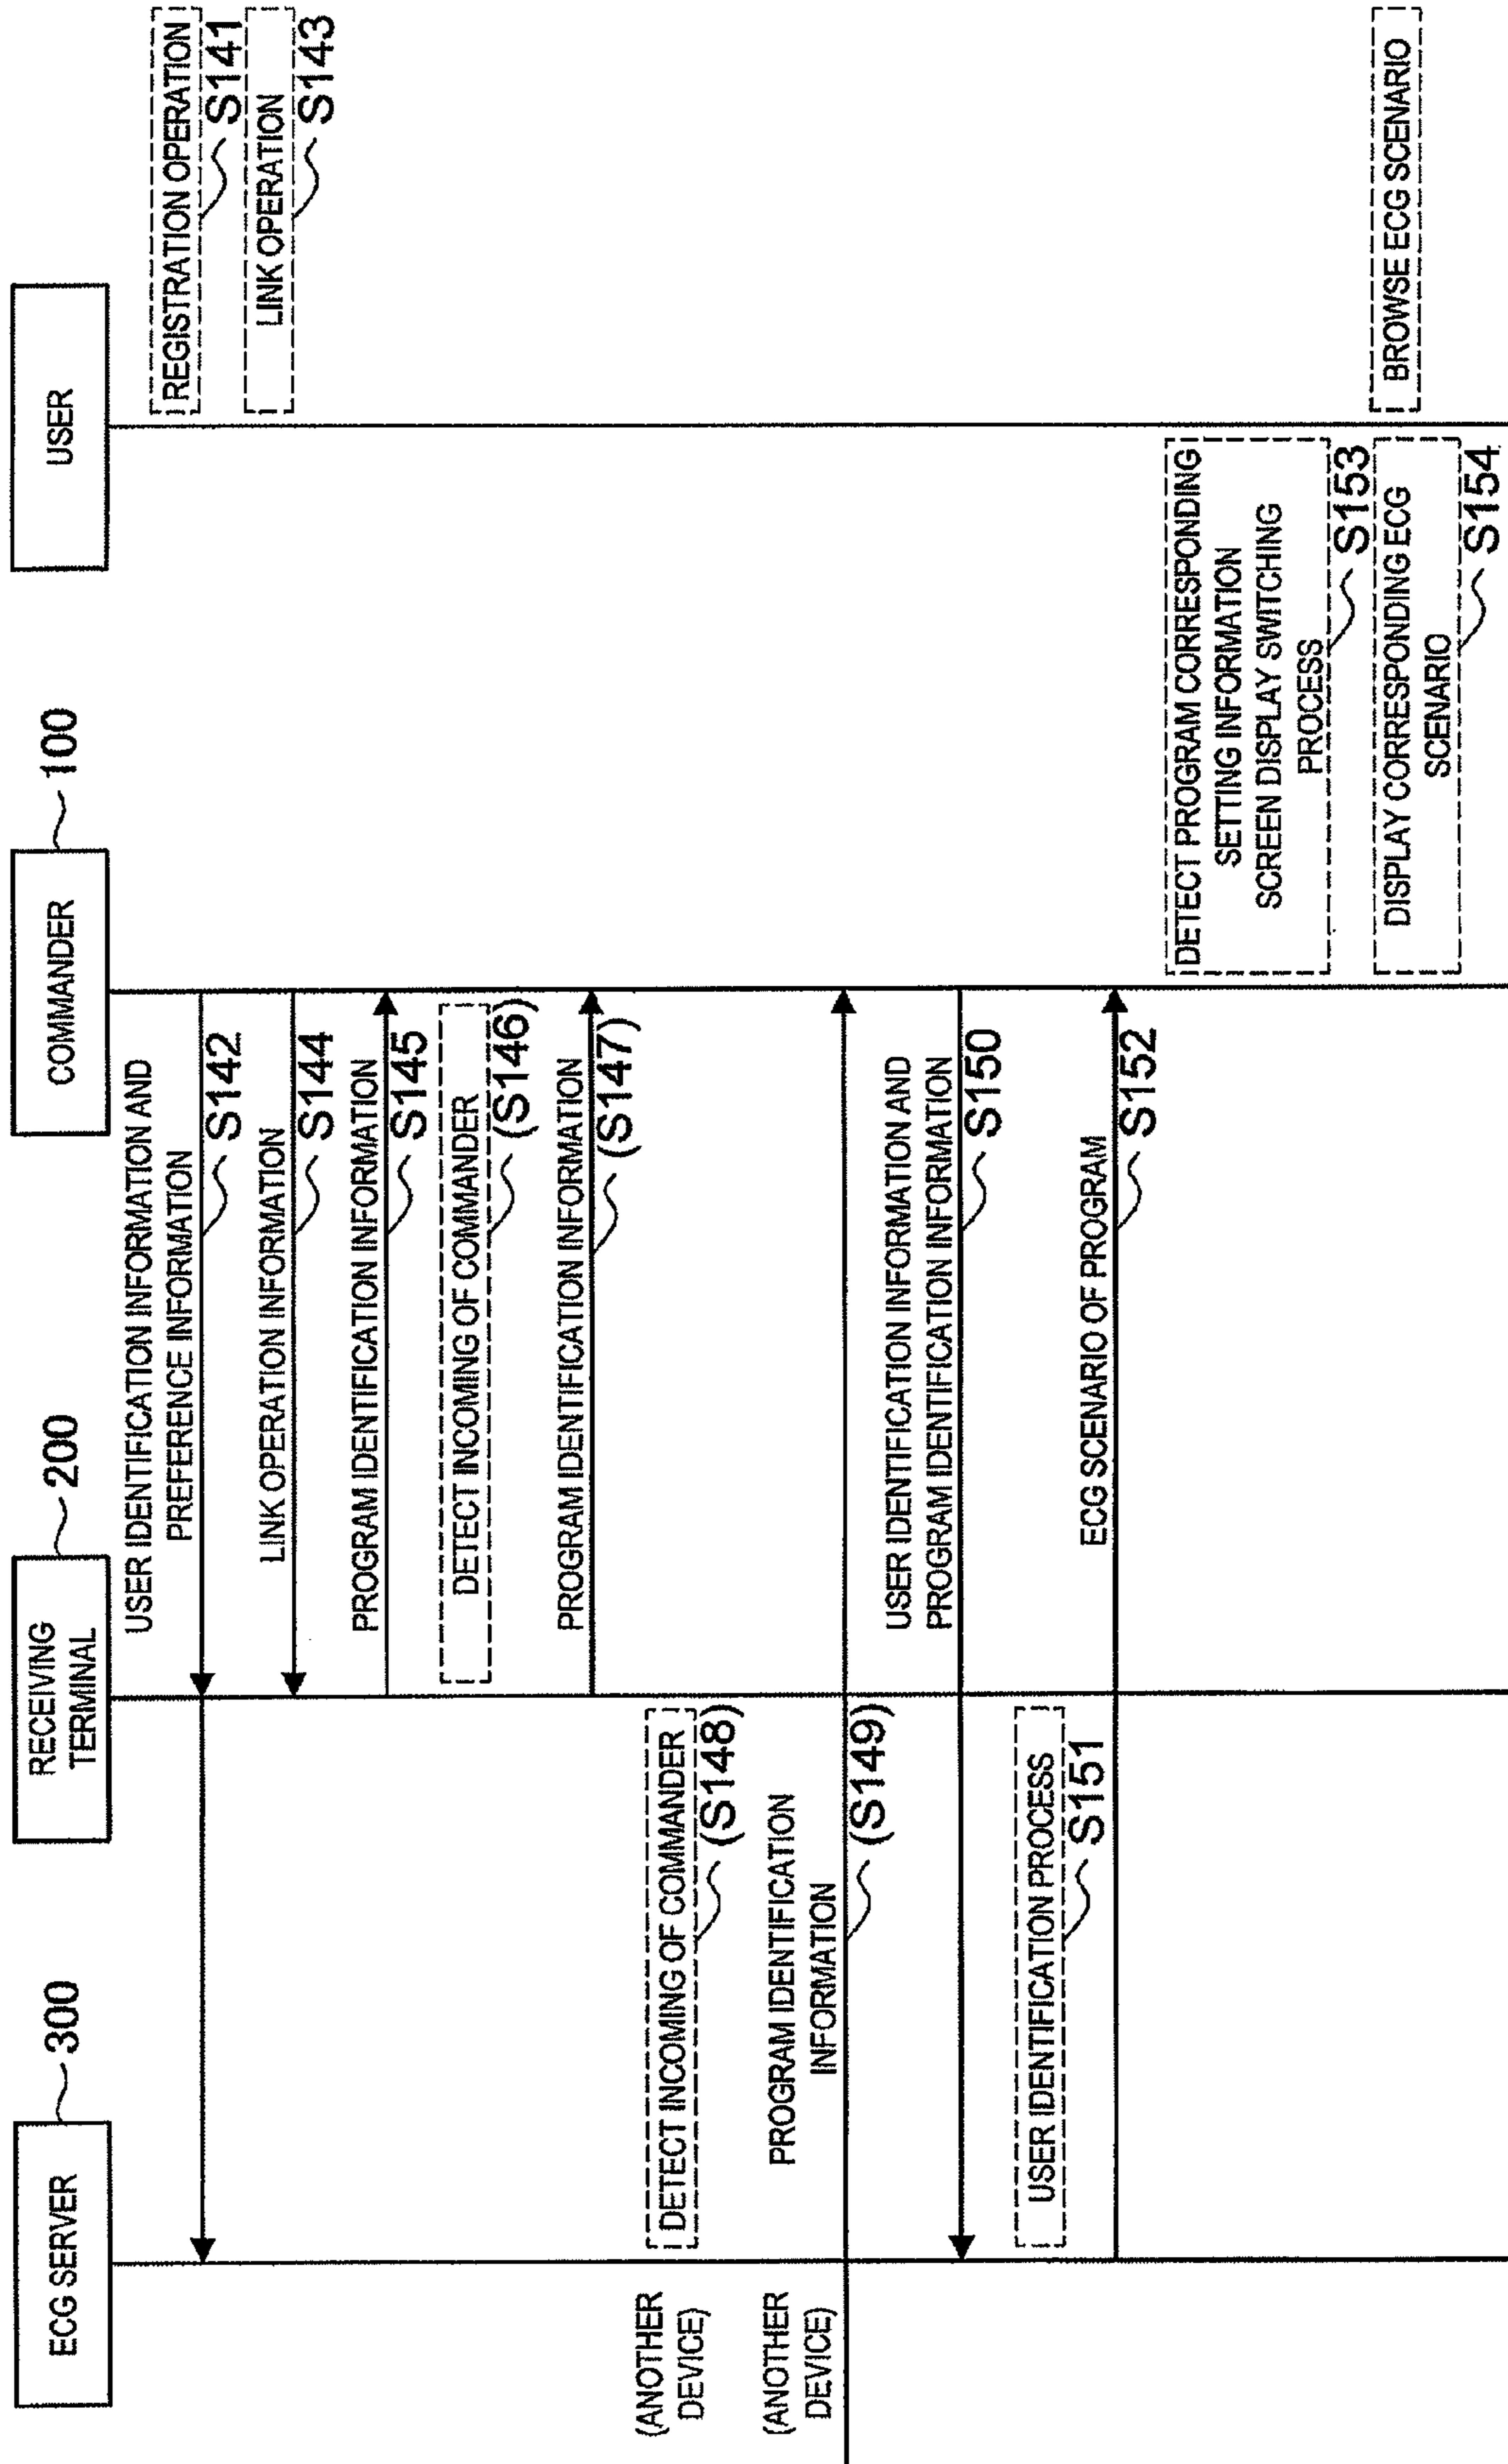 ECG SERVER
300
RECEIVING
TERMINAL
200
COMMANDER
100
USER
REGISTRATION OPERATION
S141
USER IDENTIFICATION INFORMATION AND
PREFERENCE INFORMATION
S142
LINK OPERATION
S143
LINK OPERATION INFORMATION
S144
PROGRAM IDENTIFICATION INFORMATION
S145
DETECT INCOMING OF COMMANDER
(S146)
PROGRAM IDENTIFICATION INFORMATION
(S147)
(ANOTHER
DEVICE)
DETECT INCOMING OF COMMANDER
(S148)
(ANOTHER
DEVICE)
PROGRAM IDENTIFICATION
INFORMATION
(S149)
USER IDENTIFICATION INFORMATION AND
PROGRAM IDENTIFICATION INFORMATION
S150
USER IDENTIFICATION PROCESS
S151
ECG SCENARIO OF PROGRAM
S152
DETECT PROGRAM CORRESPONDING
SETTING INFORMATION
SCREEN DISPLAY SWITCHING
PROCESS
S153
DISPLAY CORRESPONDING ECG
SCENARIO
S154
BROWSE ECG SCENARIO